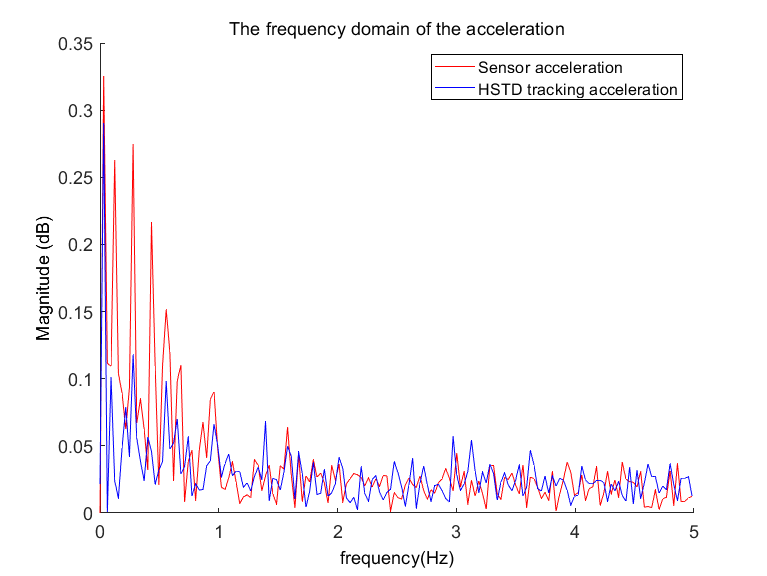 The frequency domain of the acceleration
Sensor acceleration
HSTD tracking acceleration
Magnitude (dB)
0.35
0.3
0.25
0.2
0.15
0.1
0.05
0
0 1 2 3 4 5
frequency(Hz)